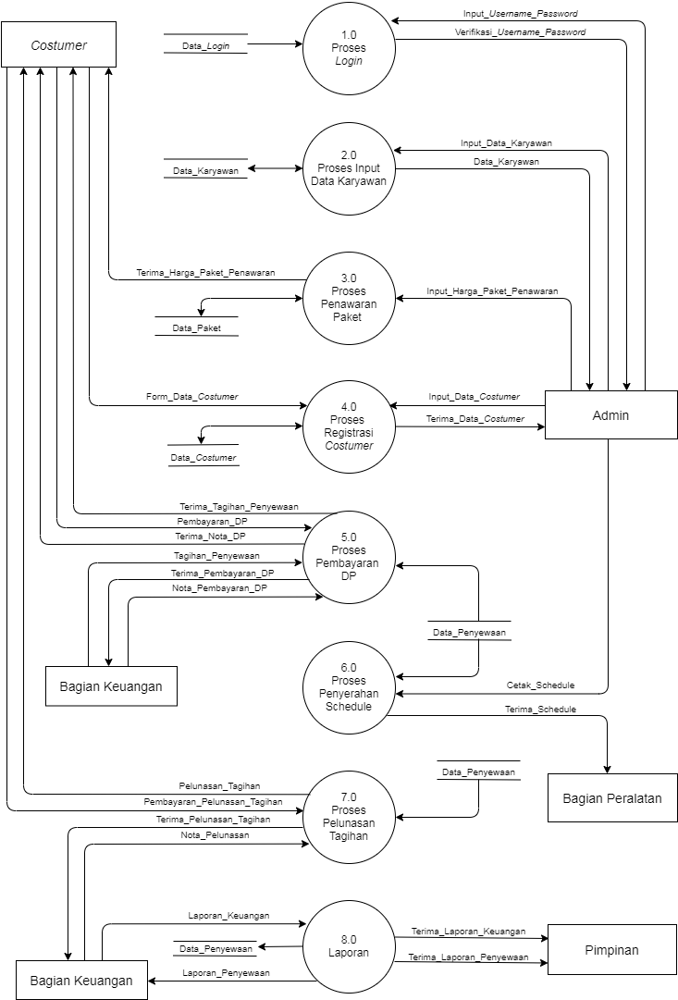 Input_Username_Password
Costumer
Data_Login
1.0
Proses
Login
Verifikasi_Username_Password
2.0
Proses Input
Data Karyawan
Data_Karyawan
Input_Data_Karyawan
Data_Karyawan
Terima_Harga_Paket_Penawaran
3.0
Proses
Penawaran
Paket
Input_Harga_Paket_Penawaran
Data_Paket
Form_Data_Costumer
4.0
Proses
Registrasi
Costumer
Input_Data_Costumer
Terima_Data_Costumer
Admin
Data_Costumer
Terima_Tagihan_Penyewaan
Pembayaran_DP
Terima_Nota_DP
Tagihan_Penyewaan
Terima_Pembayaran_DP
Nota_Pembayaran_DP
5.0
Proses
Pembayaran
DP
Data_Penyewaan
Bagian Keuangan
6.0
Proses
Penyerahan
Schedule
Cetak_Schedule
Terima_Schedule
Bagian Peralatan
Data_Penyewaan
Pelunasan_Tagihan
Pembayaran_Pelunasan_Tagihan
Terima_Pelunasan_Tagihan
Nota_Pelunasan
7.0
Proses
Pelunasan
Tagihan
Laporan_Keuangan
Data_Penyewaan
Laporan_Penyewaan
8.0
Laporan
Terima_Laporan_Keuangan
Terima_Laporan_Penyewaan
Pimpinan
Bagian Keuangan